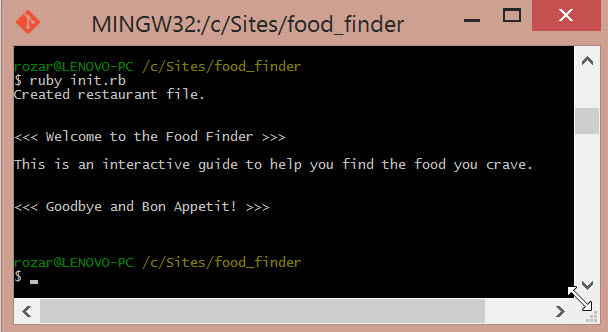 MINGW32:/c/Sites/food_finder
rozar@LENOVO-PC /c/Sites/food_finder
$ ruby init.rb
Created restaurant file.
<<< Welcome to the Food Finder >>>
This is an interactive guide to help you find the food you crave.
<<< Goodbye and Bon Appetit! >>>
rozar@LENOVO-PC /c/Sites/food_finder
$